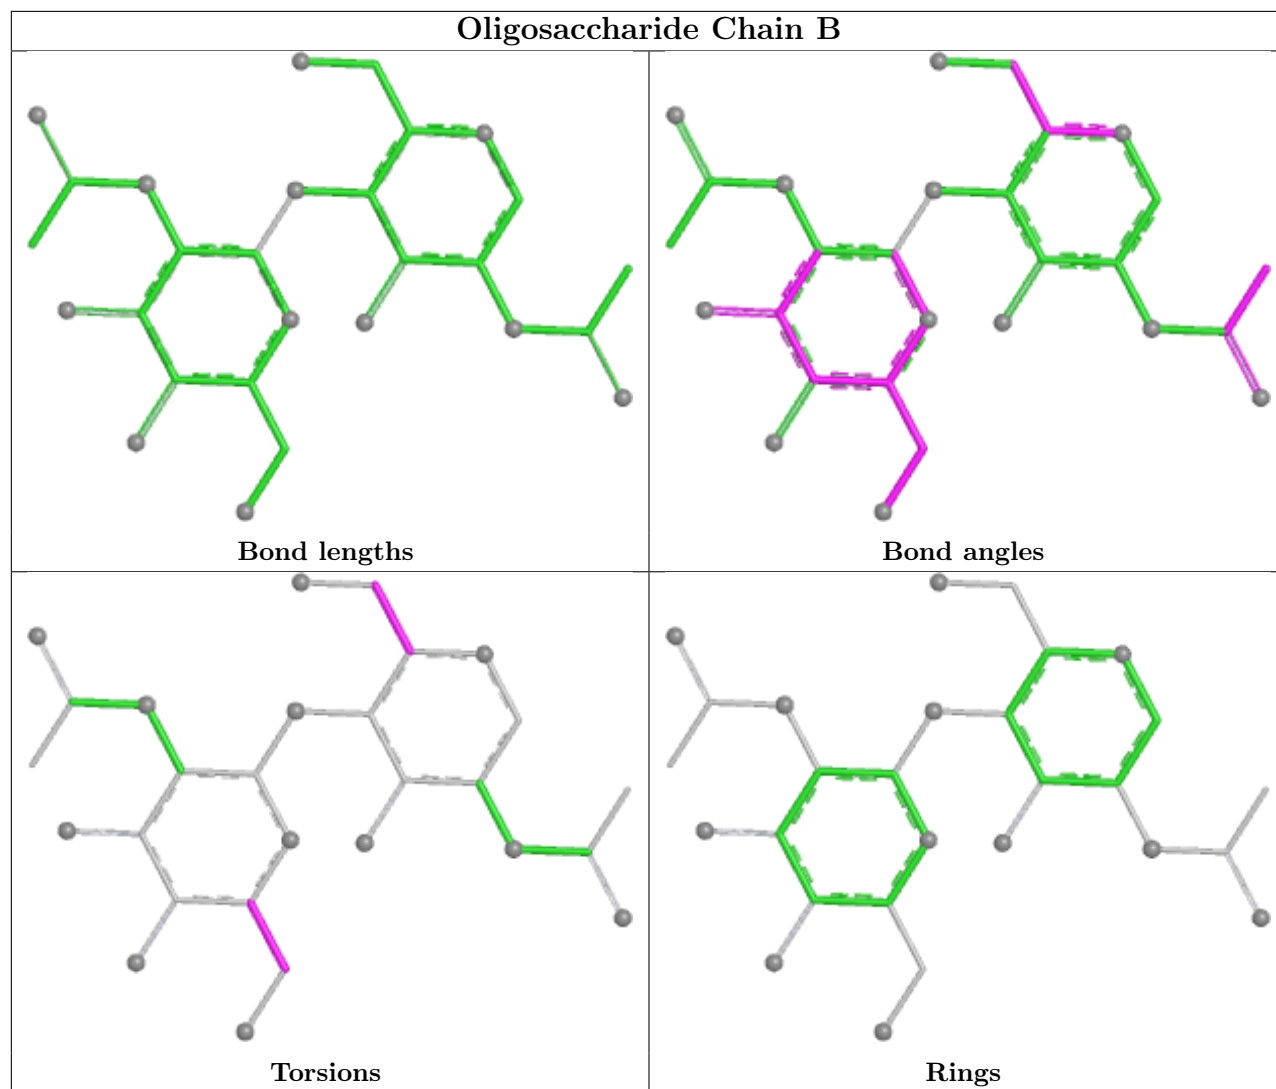 Oligosaccharide Chain B
Bond lengths
Bond angles
Torsions
Rings